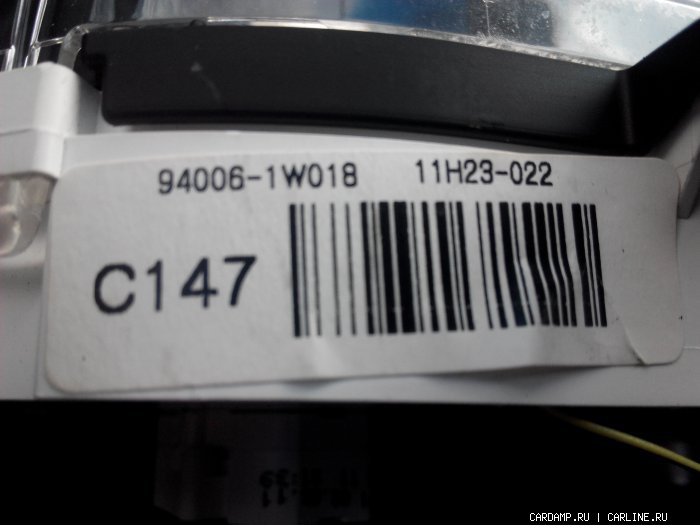 94006-1W018 11H23-022
C147
CARDAMP.RU | CARLINE.RU